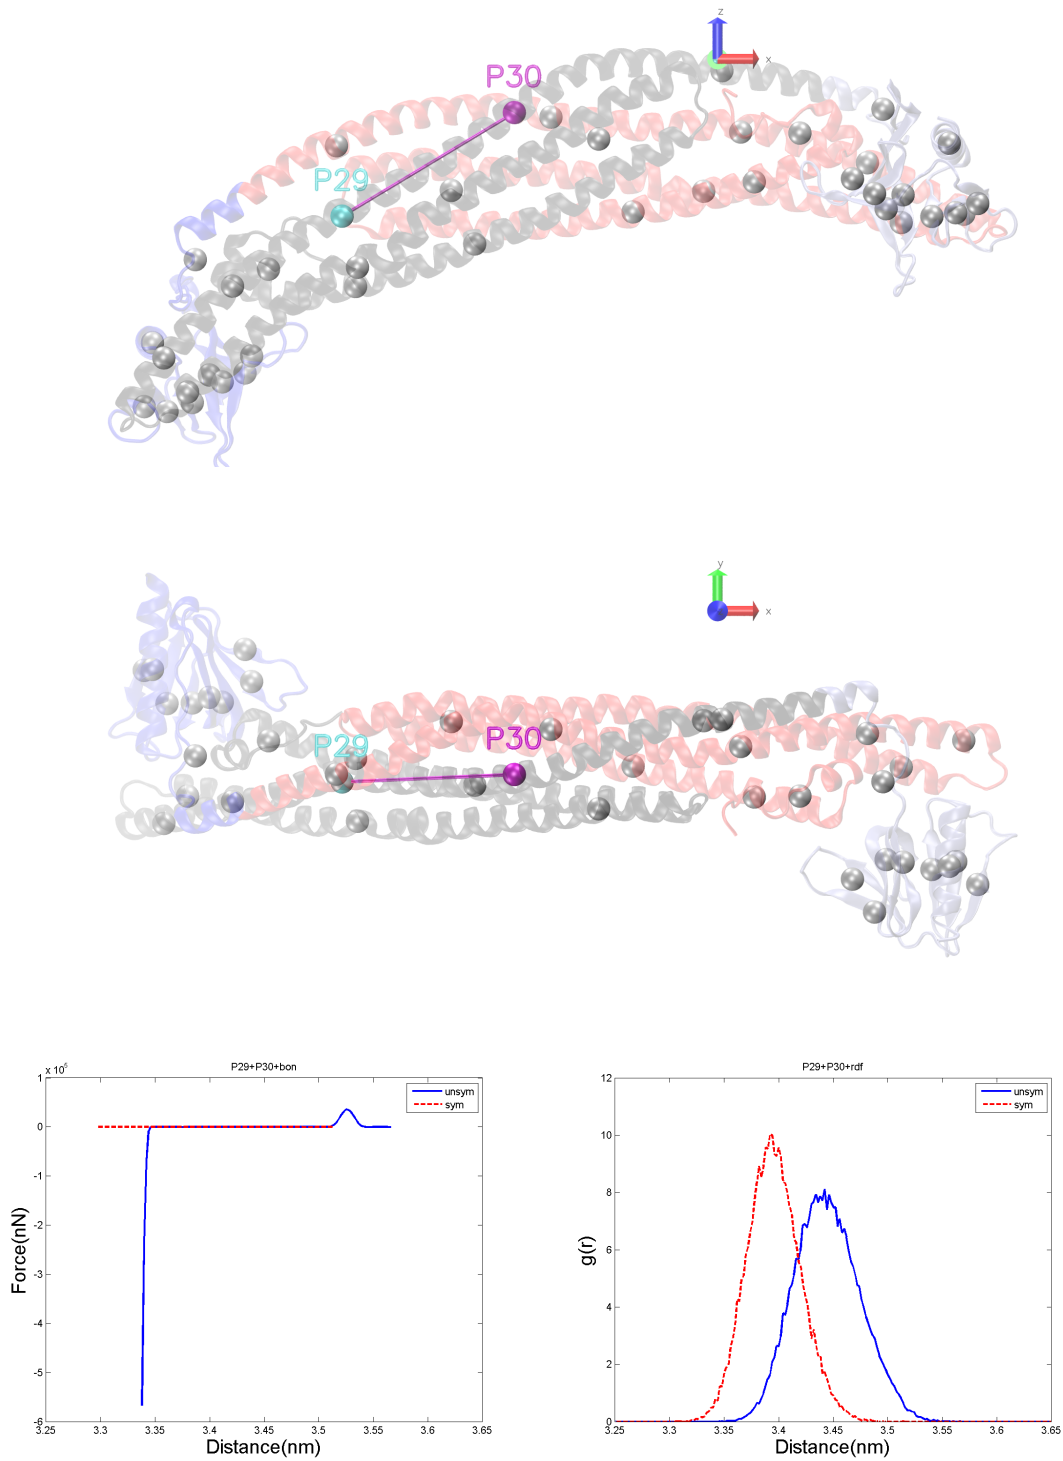 z
x
P30
P29
y
x
P29
P30
P29+P30+bon
x 10^6
1
0
-1
-2
-3
-4
-5
-6
3.25 3.3 3.35 3.4 3.45 3.5 3.55 3.6 3.65
Force(nN)
Distance(nm)
unsym
sym
P29+P30+rdf
12
10
8
6
4
2
0
3.25 3.3 3.35 3.4 3.45 3.5 3.55 3.6 3.65
g(r)
Distance(nm)
unsym
sym